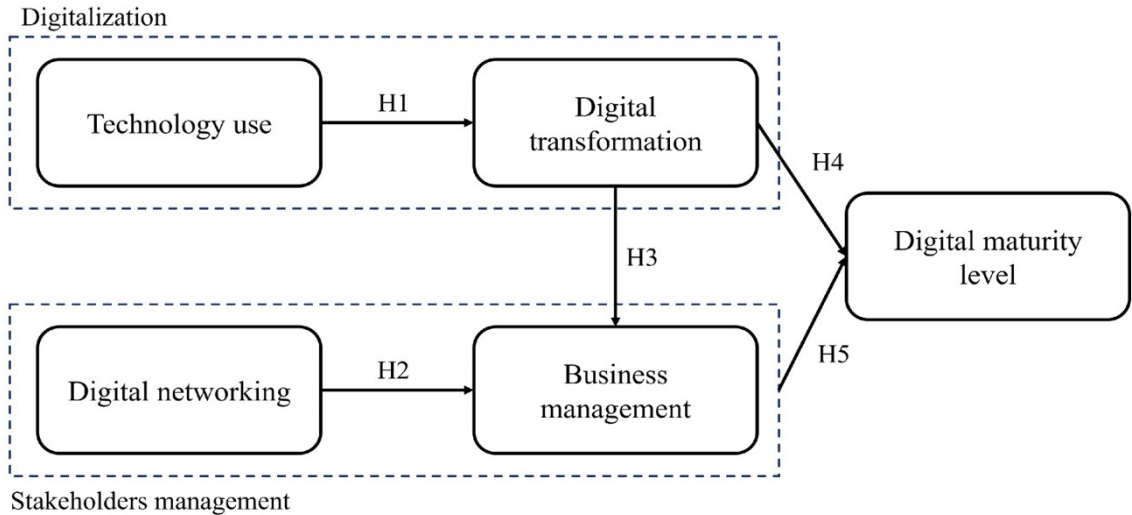 Digitalization
Technology use
H1
Digital
transformation
H4
H3
Digital maturity
level
Digital networking
H2
Business
management
H5
Stakeholders management